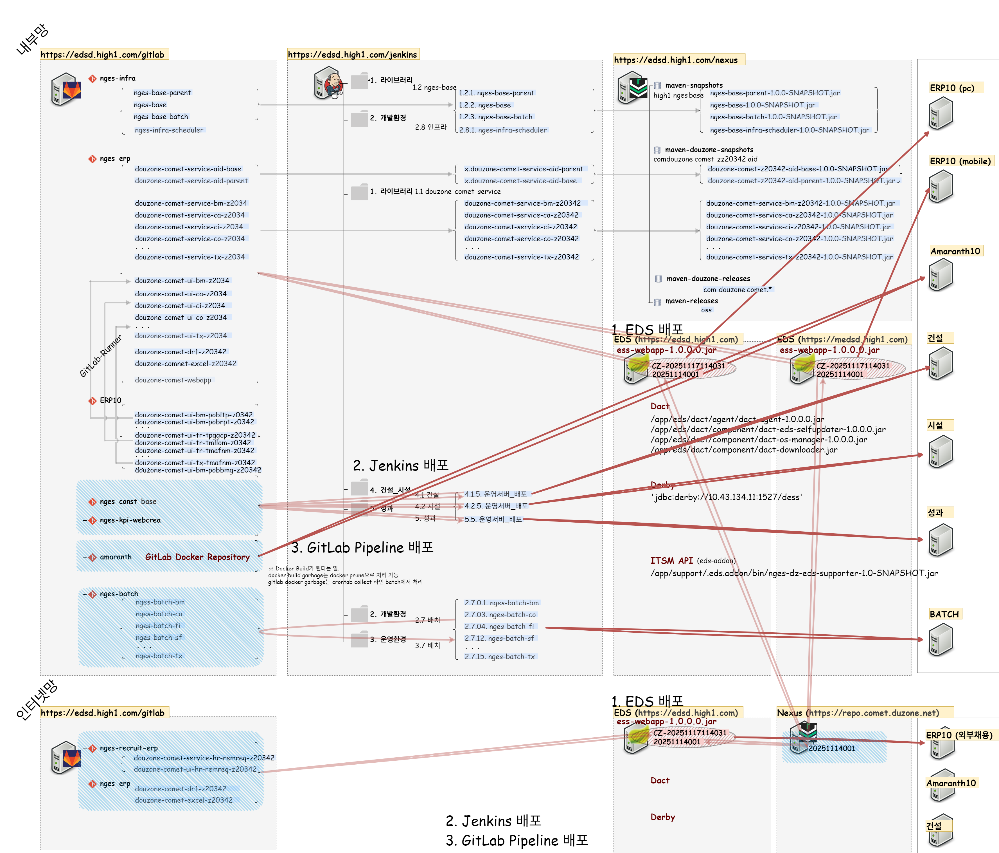 내부망
https://edsd.high1.com/gitlab
nges-infra
nges-base-parent
nges-base
nges-base-batch
nges-infra-scheduler
nges-erp
douzone-comet-service-aid-base
douzone-comet-service-aid-parent
douzone-comet-service-bm-z2034
douzone-comet-service-ca-z2034
douzone-comet-service-ci-z2034
douzone-comet-service-co-z2034
. . .
douzone-comet-service-tx-z2034
douzone-comet-ui-bm-z2034
douzone-comet-ui-ca-z2034
douzone-comet-ui-ci-z2034
douzone-comet-ui-co-z2034
. . .
douzone-comet-ui-tx-z2034
douzone-comet-drf-z20342
douzone-comnet-excel-z20342
douzone-comet-webapp
GitLab-Runner
ERP10
douzone-comet-ui-bm-pobltp-z0342
douzone-comet-ui-bm-pobrpt-z0342
. . .
douzone-comet-ui-tr-tpggcp-z20342
douzone-comet-ui-tr-tmllom-z0342
douzone-comet-ui-tr-tmafnm-z0342
. . .
douzone-comet-ui-tx-tmafnm-z0342
. . .
douzone-comet-ui-bm-pobbmg-z20342
nges-const-base
nges-kpi-webcrea
amaranth
GitLab Docker Repository
nges-batch
nges-batch-bm
nges-batch-co
nges-batch-fi
nges-batch-sf
. . .
nges-batch-tx
https://edsd.high1.com/jenkins
1. 라이브러리
1.2 nges-base
1.2.1. nges-base-parent
1.2.2. nges-base
1.2.3. nges-base-batch
2. 개발환경
2.8 인프라
2.8.1. nges-infra-scheduler
x.douzone-comet-service-aid-parent
x.douzone-comet-service-aid-base
1. 라이브러리
1.1 douzone-comet-service
douzone-comet-service-bm-z20342
douzone-comet-service-ca-z20342
douzone-comet-service-ci-z20342
douzone-comet-service-co-z20342
. . .
douzone-comet-service-tx-z20342
2. Jenkins 배포
4. 건설_시설
4.1 건설
4.1.5. 운영서버_배포
5. 성과
4.2 시설
4.2.5. 운영서버_배포
5. 성과
5.5. 운영서버_배포
3. GitLab Pipeline 배포
※ Docker Build가 된다는 말.
docker build garbage는 docker prune으로 처리 가능
gitlab docker garbage는 crontab collect 라인 batch에서 처리
2. 개발환경
2.7 배치
3. 운영환경
3.7 배치
2.7.0.1. nges-batch-bm
2.7.03. nges-batch-co
2.7.04. nges-batch-fi
2.7.12. nges-batch-sf
. . .
2.7.15. nges-batch-tx
https://edsd.high1.com/nexus
maven-snapshots
high1 nges base
nges-base-parent-1.0.0-SNAPSHOT.jar
nges-base-1.0.0-SNAPSHOT.jar
nges-base-batch-1.0.0-SNAPSHOT.jar
nges-base-infra-scheduler-1.0.0-SNAPSHOT.jar
maven-douzone-snapshots
comdouzone comet zz20342 aid
douzone-comet-z20342-aid-base-1.0.0-SNAPSHOT.jar
douzone-comet-z20342-aid-parent-1.0.0-SNAPSHOT.jar
douzone-comet-service-bm-z20342-1.0.0-SNAPSHOT.jar
douzone-comet-service-ca-z20342-1.0.0-SNAPSHOT.jar
douzone-comet-service-ci-z20342-1.0.0-SNAPSHOT.jar
douzone-comet-service-co-z20342-1.0.0-SNAPSHOT.jar
. . .
douzone-comet-service-tx-z20342-1.0.0-SNAPSHOT.jar
maven-douzone-releases
com douzone comet.*
maven-releases
oss
1. EDS 배포
EDS (https://edsd.high1.com)
ess-webapp-1.0.0.0.jar
CZ-20251117114031
20251114001
EDS (https://medsd.high1.com)
ess-webapp-1.0.0.0.jar
CZ-20251117114031
20251114001
Dact
/app/eds/dact/agent/dact-agent-1.0.0.0.jar
/app/eds/dact/component/dact-eds-selfupdater-1.0.0.0.jar
/app/eds/dact/component/dact-os-manager-1.0.0.0.jar
/app/eds/dact/component/dact-downloader.jar
Derby
'jdbc:derby://10.43.134.11:1527/dess'
ITSM API (eds-addon)
/app/support/.eds.addon/bin/nges-dz-eds-supporter-1.0-SNAPSHOT.jar
ERP10 (pc)
ERP10 (mobile)
Amaranth10
건설
시설
성과
BATCH
인터넷망
https://edsd.high1.com/gitlab
nges-recruit-erp
douzone-comet-service-hr-remreq-z20342
douzone-comet-ui-hr-remreq-z20342
nges-erp
douzone-comet-drf-z20342
douzone-comet-excel-z20342
2. Jenkins 배포
3. GitLab Pipeline 배포
1. EDS 배포
EDS (https://edsd.high1.com)
ess-webapp-1.0.0.0.jar
CZ-20251117114031
20251114001
Dact
Derby
Nexus (https://repo.comet.duzone.net)
20251114001
ERP10 (외부채용)
Amaranth10
건설